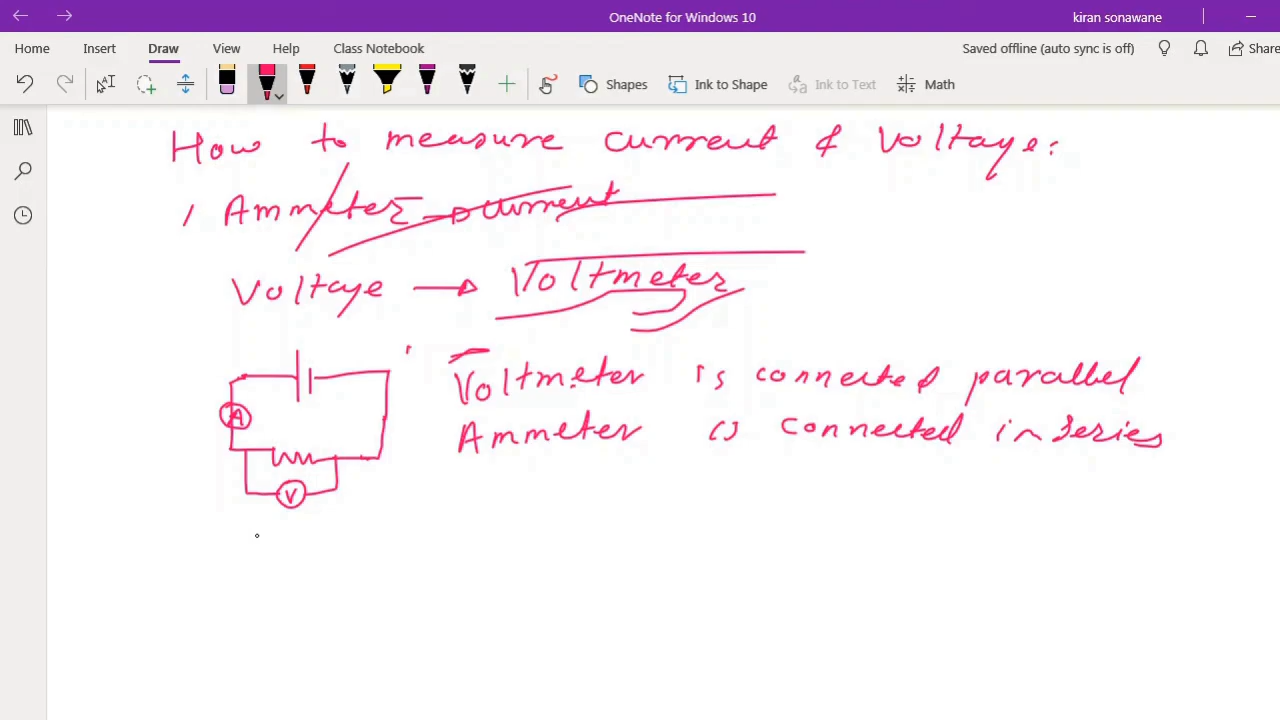 OneNote for Windows 10
kiran sonawane
Home Insert Draw View Help Class Notebook
Saved offline (auto sync is off) Share
Shapes Ink to Shape Ink to Text Math
How to measure current & Voltage:
1 Ammeter → current
Voltage → Voltmeter
Voltmeter is connected parallel
Ammeter is connected in series
A
V